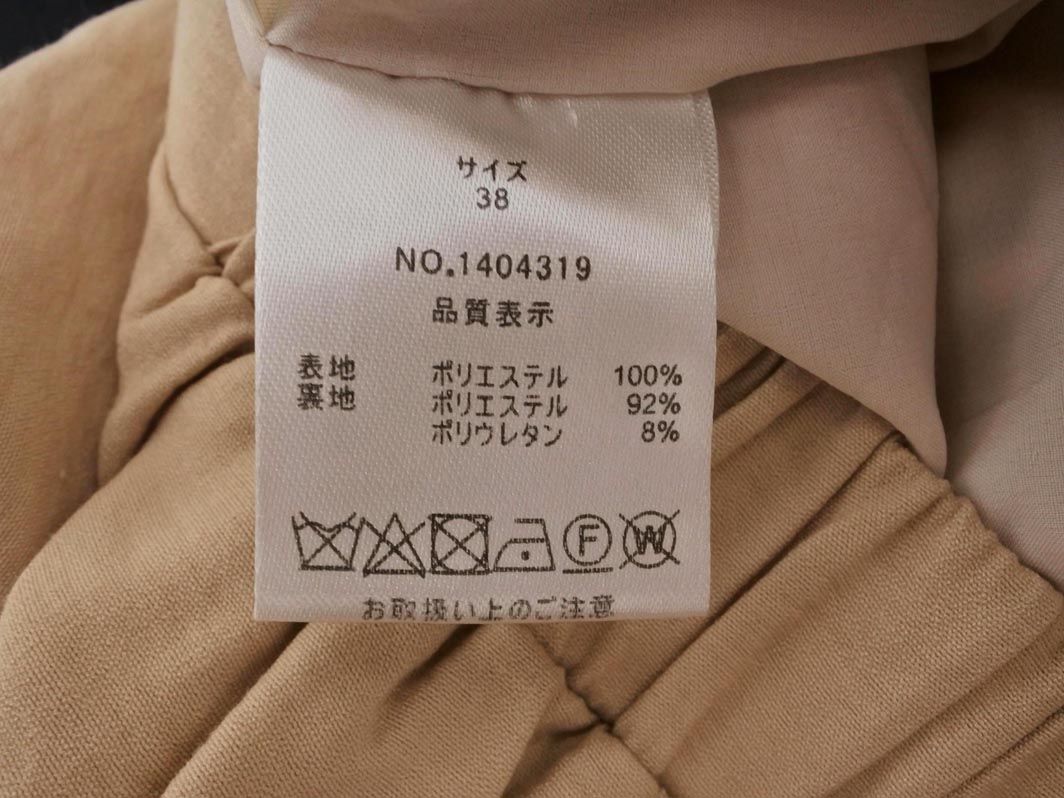 サイズ
38
NO.1404319
品質表示
表地 ポリエステル 100%
裏地 ポリエステル 92%
ポリウレタン 8%
F W
お取扱い上のご注意